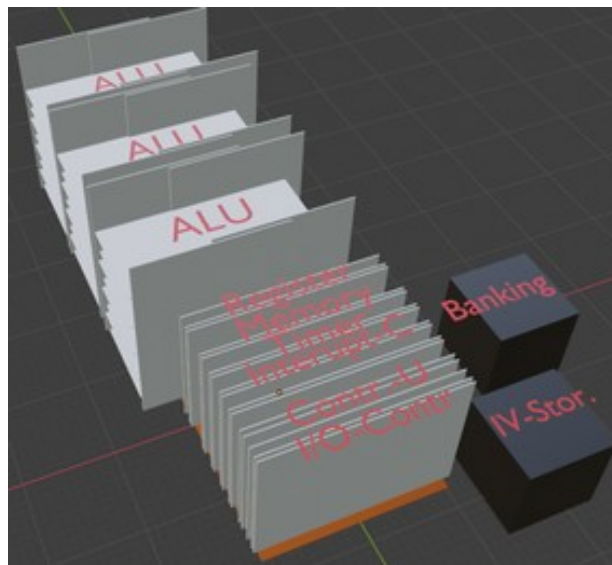 ALU
ALU
ALU
Register
Memory
Timer
Interupt-C
Contr.-U
I/O-Contr
Banking
IV-Stor.